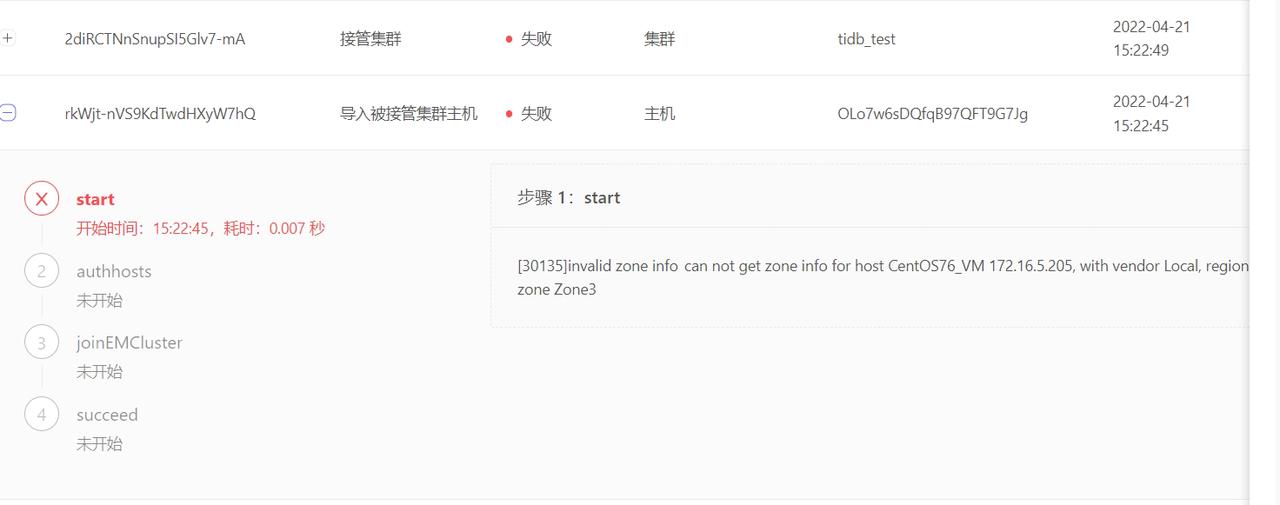 2diRCTNnSnupSI5Glv7-mA 接管集群 失败 集群 tidb_test 2022-04-21
15:22:49
rkWjt-nVS9KdTwdHXyW7hQ 导入被接管集群主机 失败 主机 OLo7w6sDQfqB97QFT9G7Jg 2022-04-21
15:22:45
start
开始时间：15:22:45，耗时：0.007 秒
2 authhosts
未开始
3 joinEMCluster
未开始
4 succeed
未开始
步骤 1：start
[30135]invalid zone info can not get zone info for host CentOS76_VM 172.16.5.205, with vendor Local, region
zone Zone3